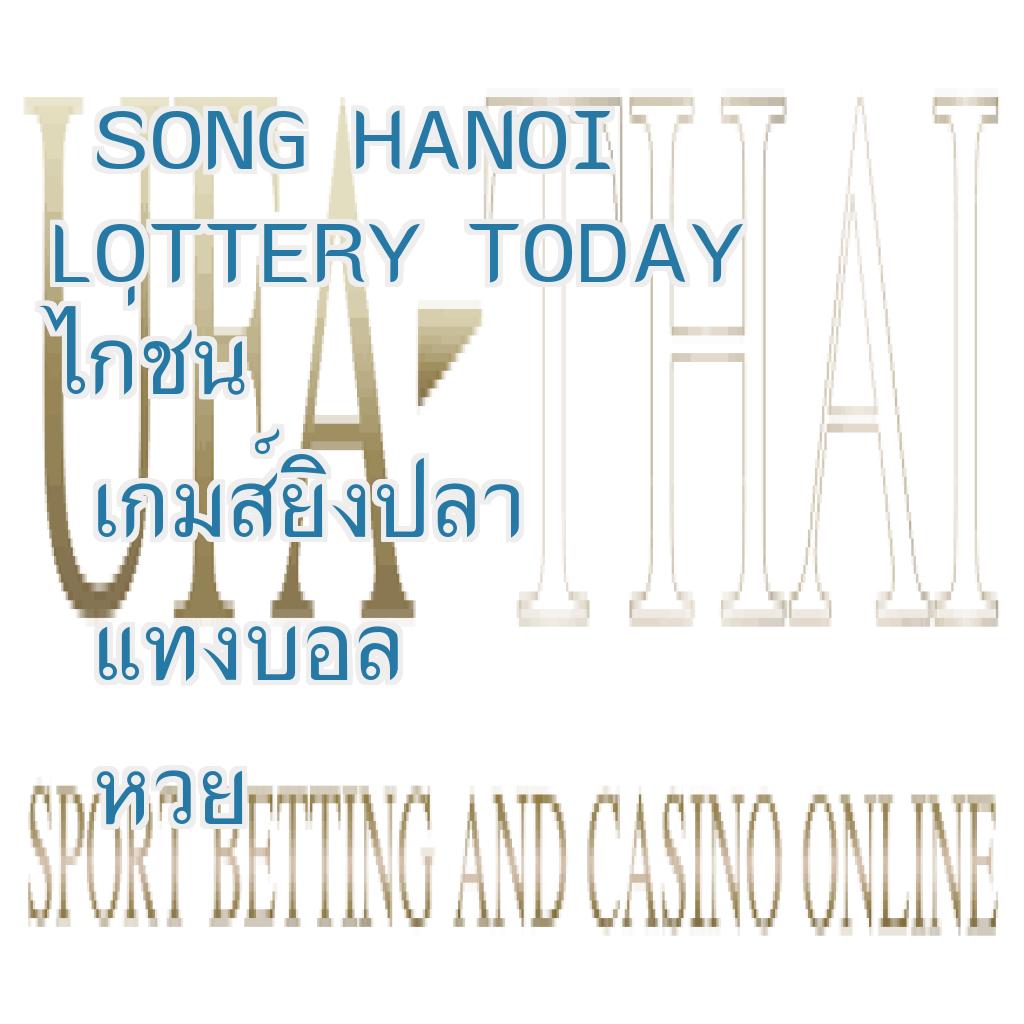 SONG HANOI
LOTTERY TODAY
ไก่ชน
เกมส์ยิงปลา
แทงบอล
หวย
UFA THAI
SPORT BETTING AND CASINO ONLINE